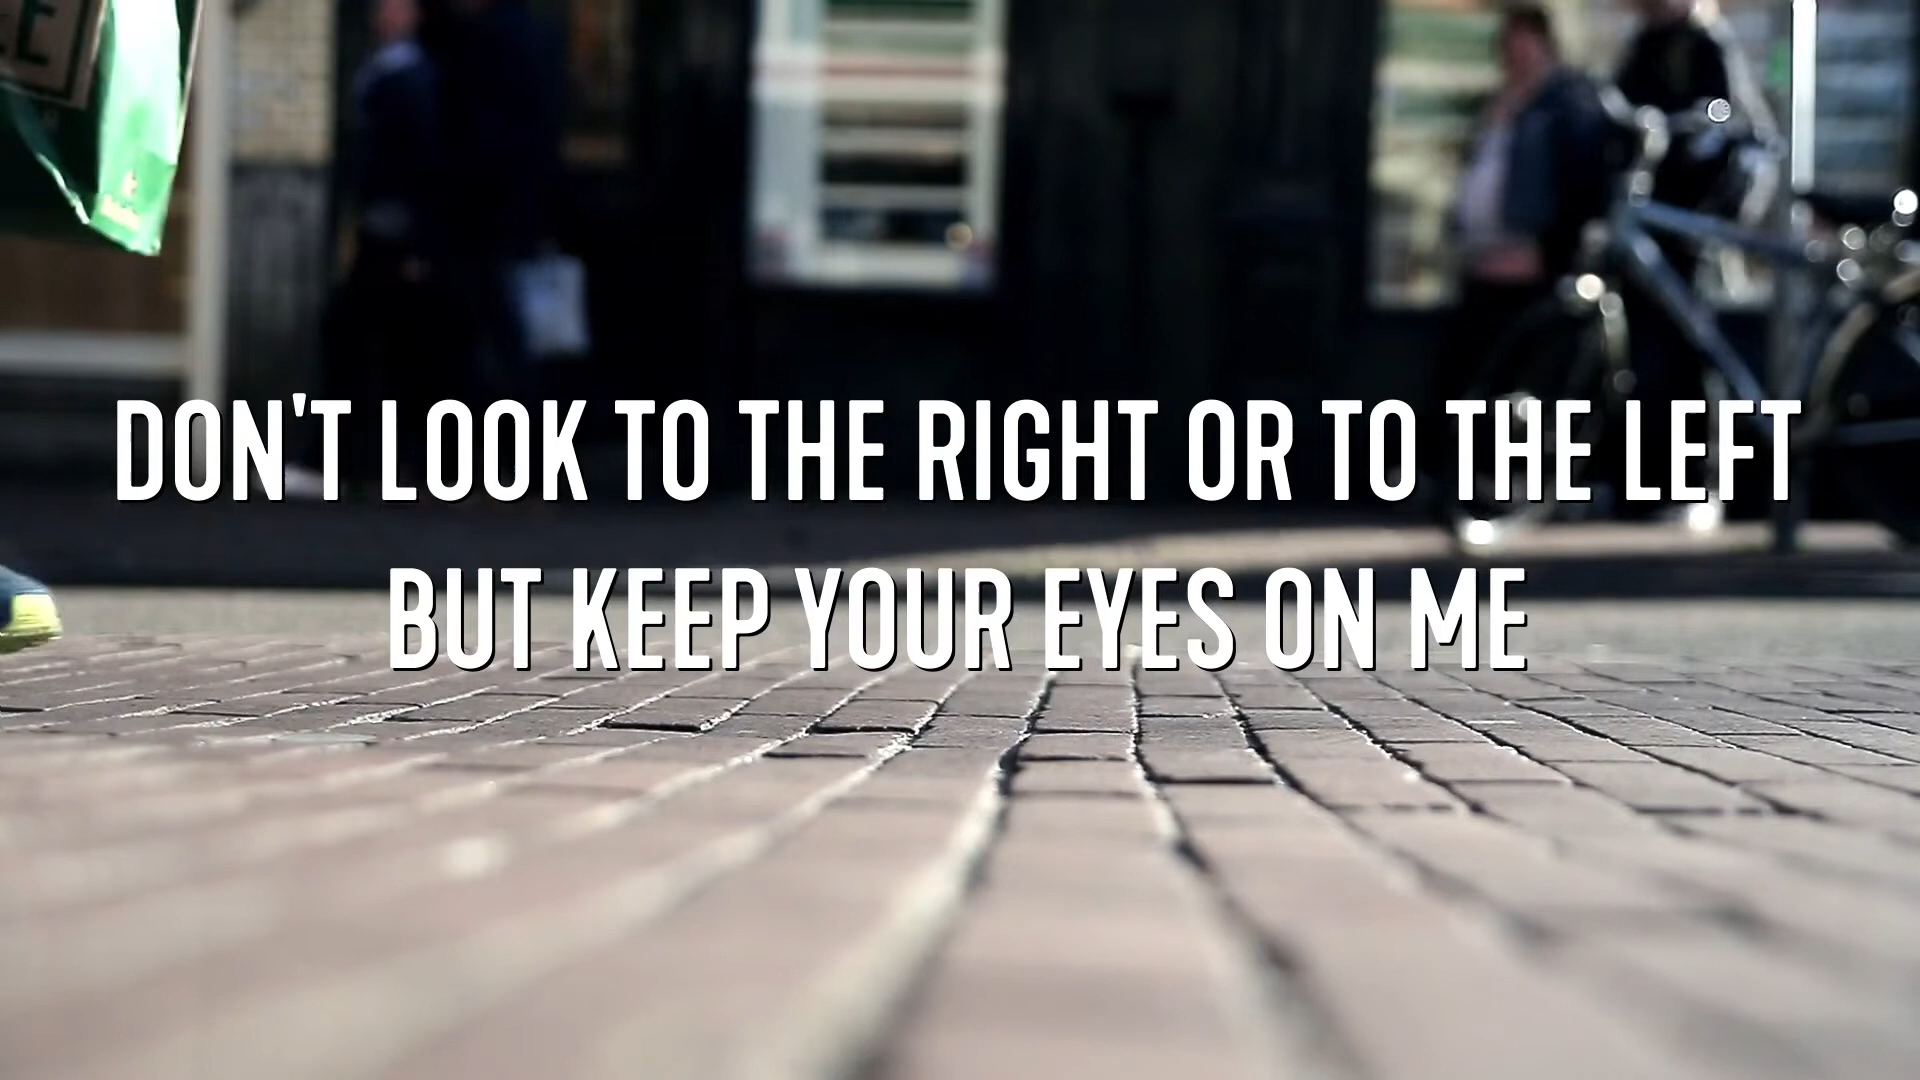 DON'T LOOK TO THE RIGHT OR TO THE LEFT
BUT KEEP YOUR EYES ON ME